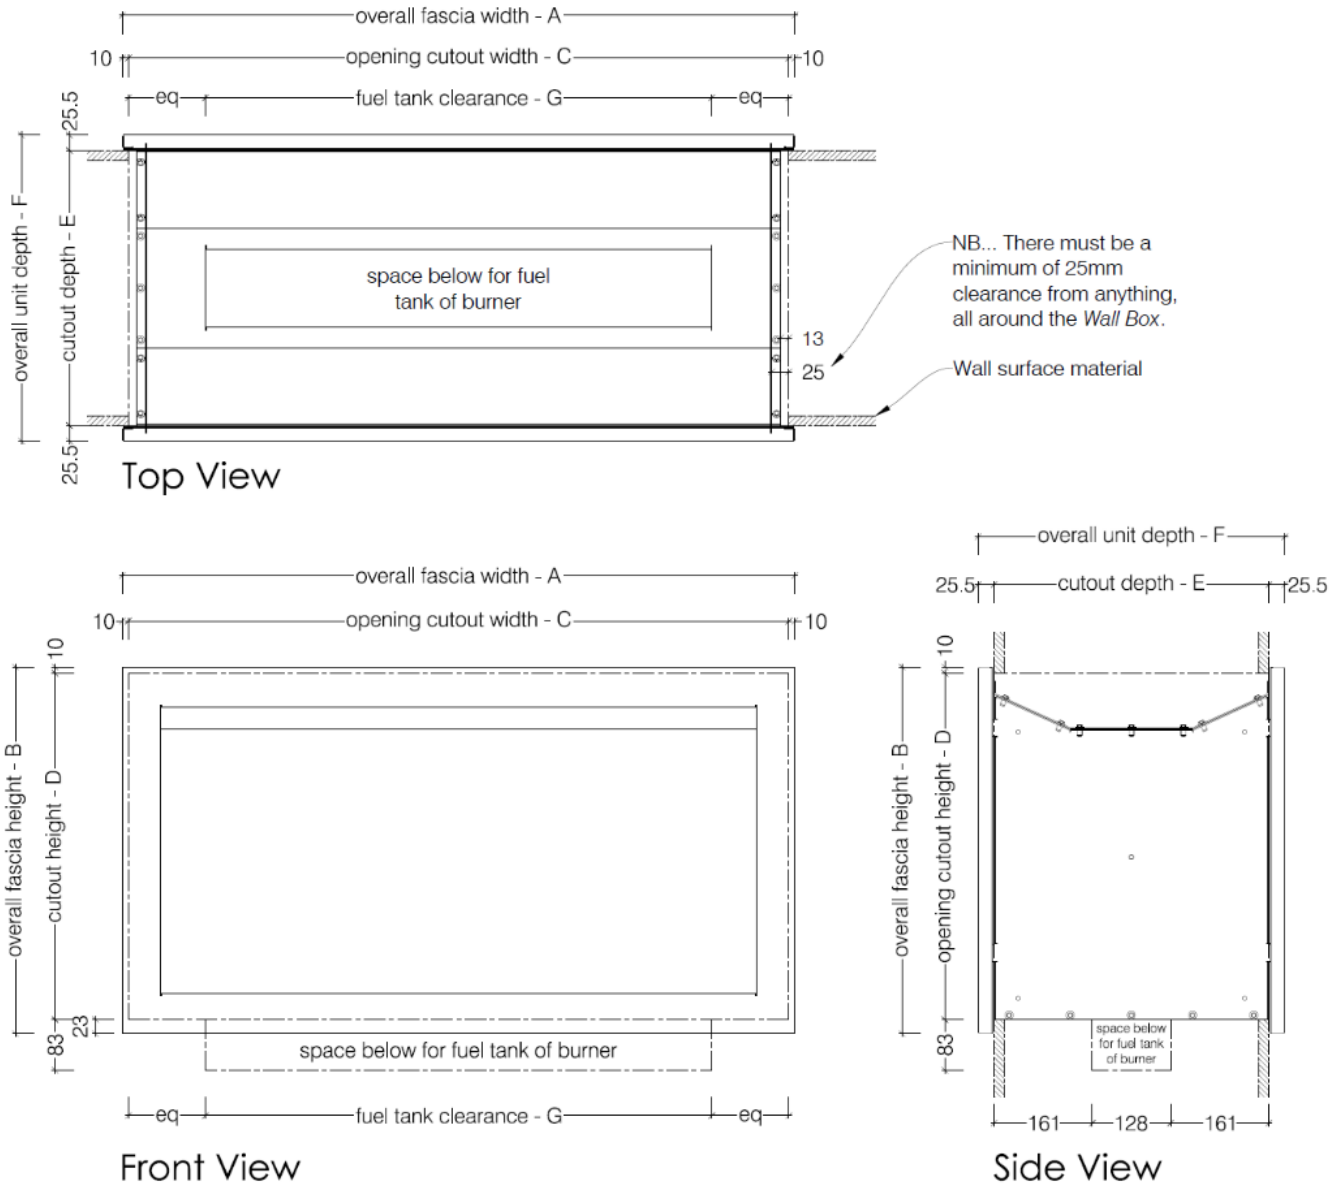 overall fascia width - A
10
opening cutout width - C
10
eq
fuel tank clearance - G
eq
25.5
overall unit depth - F
cutout depth - E
space below for fuel
tank of burner
NB... There must be a
minimum of 25mm
clearance from anything,
all around the Wall Box.
13
25
Wall surface material
25.5
Top View
overall fascia width - A
10
opening cutout width - C
10
10
overall fascia height - B
cutout height - D
23
83
space below for fuel tank of burner
eq
fuel tank clearance - G
eq
Front View
overall unit depth - F
25.5
cutout depth - E
25.5
10
overall fascia height - B
opening cutout height - D
83
space below
for fuel tank
of burner
161
128
161
Side View